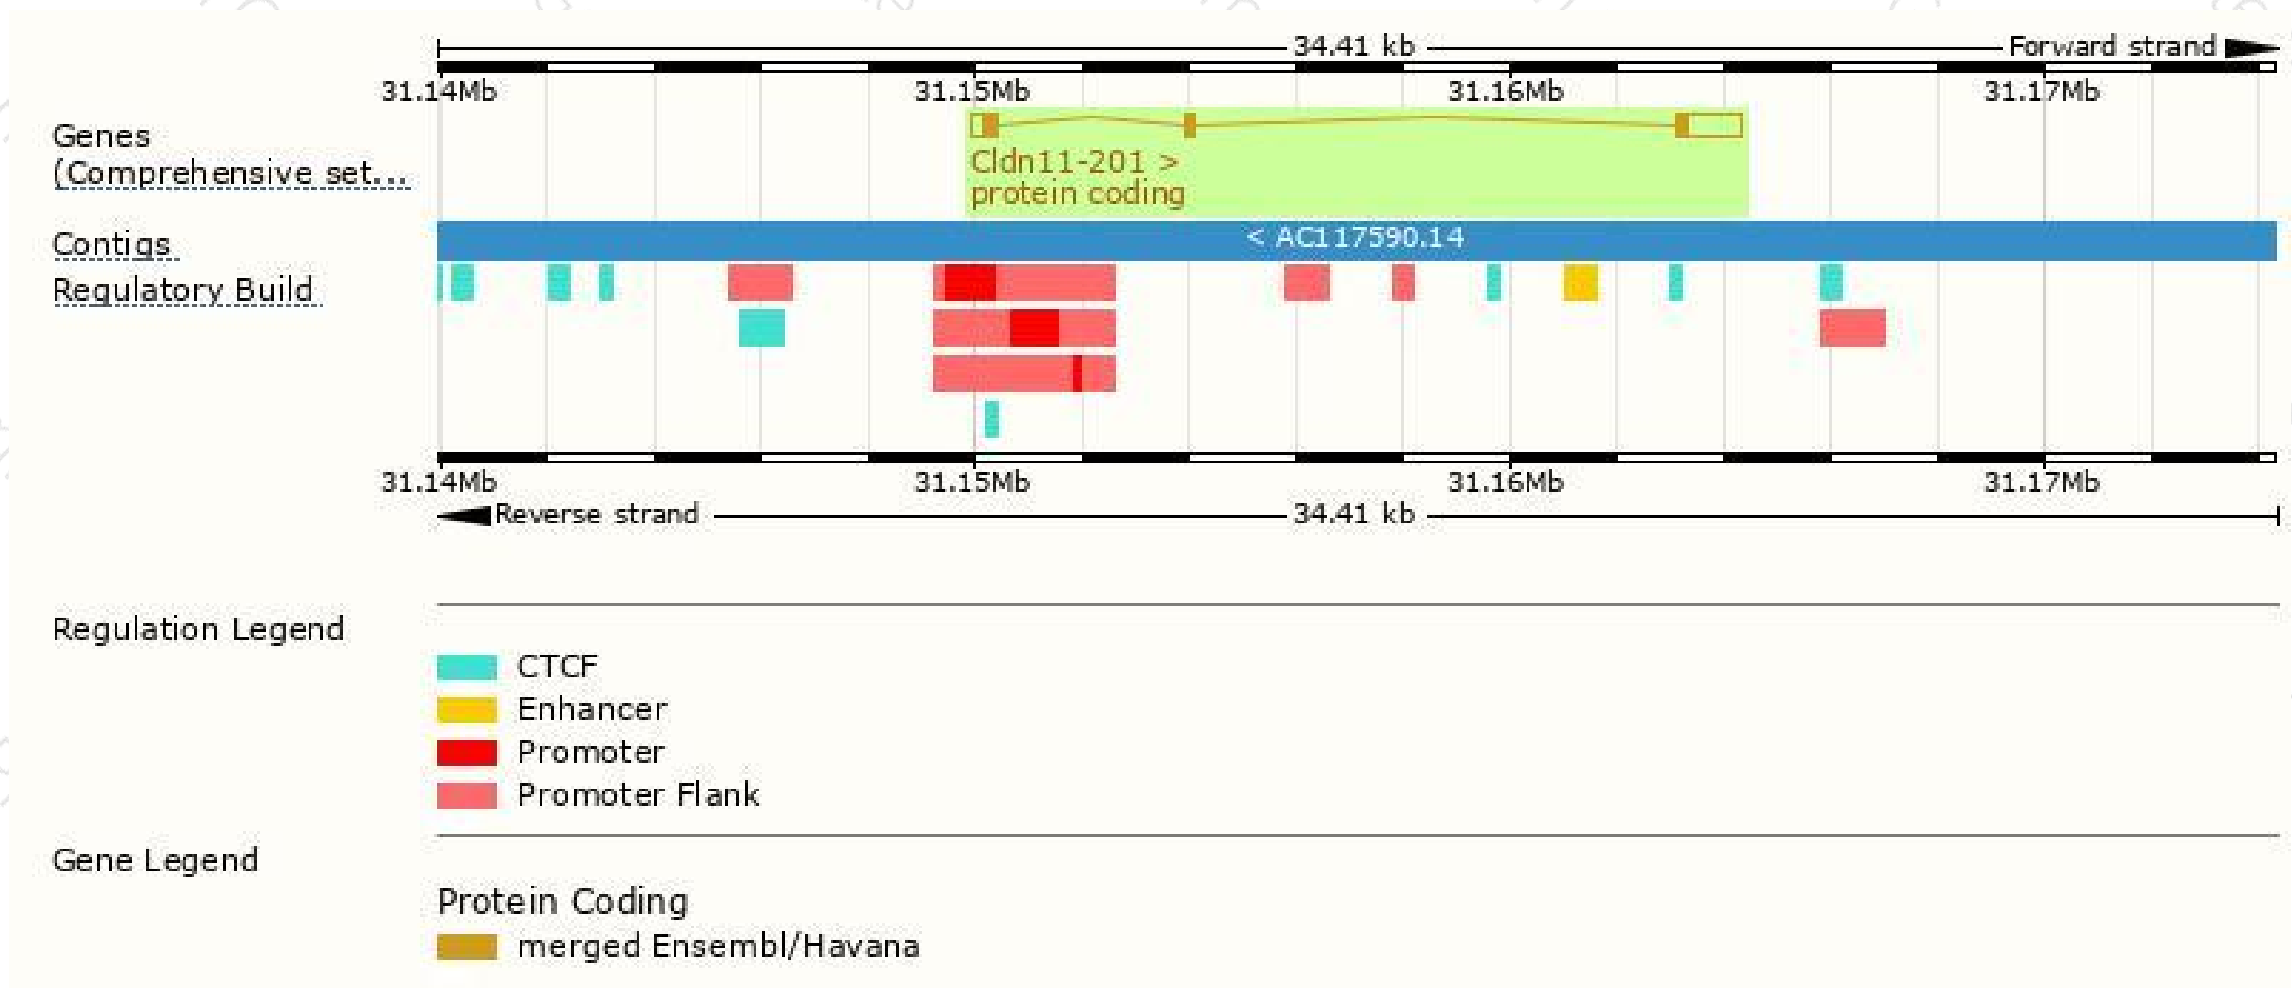 34.41 kb
Forward strand
31.14Mb 31.15Mb 31.16Mb 31.17Mb
Genes
(Comprehensive set...
Cldn11-201 >
protein coding
Contigs
< AC117590.14
Regulatory Build
31.14Mb 31.15Mb 31.16Mb 31.17Mb
Reverse strand
34.41 kb
Regulation Legend
CTCF
Enhancer
Promoter
Promoter Flank
Gene Legend
Protein Coding
merged Ensembl/Havana